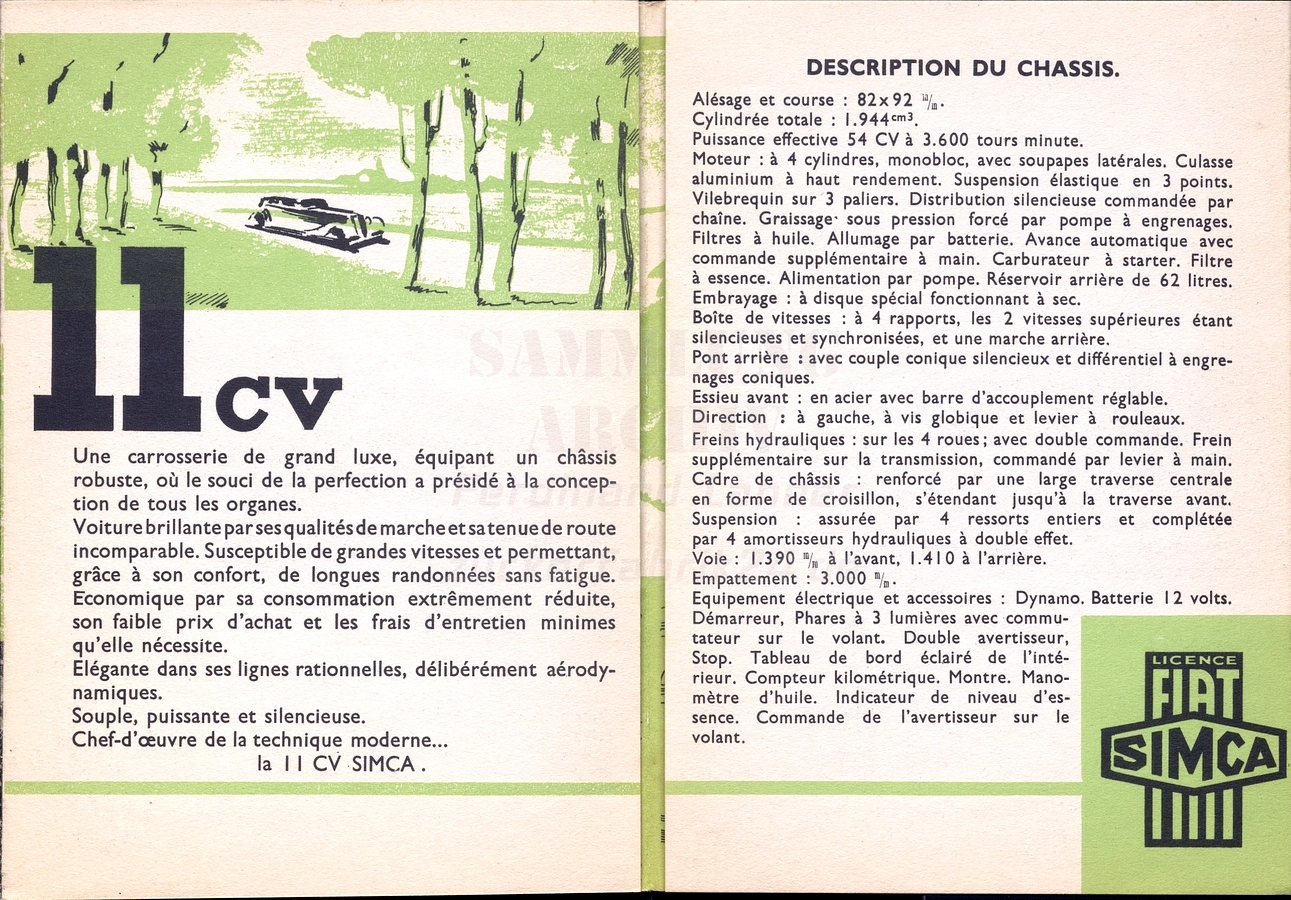 11 CV
Une carrosserie de grand luxe, équipant un châssis
robuste, où le souci de la perfection a présidé à la concep-
tion de tous les organes.
Voiture brillante par ses qualités de marche et sa tenue de route
incomparable. Susceptible de grandes vitesses et permettant,
grâce à son confort, de longues randonnées sans fatigue.
Economique par sa consommation extrêmement réduite,
son faible prix d'achat et les frais d'entretien minimes
qu'elle nécessite.
Elégante dans ses lignes rationnelles, délibérément aérody-
namiques.
Souple, puissante et silencieuse.
Chef-d'œuvre de la technique moderne...
la 11 CV SIMCA.
DESCRIPTION DU CHASSIS.
Alésage et course : 82x92 m/m.
Cylindrée totale : 1.944cm3.
Puissance effective 54 CV à 3.600 tours minute.
Moteur : à 4 cylindres, monobloc, avec soupapes latérales. Culasse
aluminium à haut rendement. Suspension élastique en 3 points.
Vilebrequin sur 3 paliers. Distribution silencieuse commandée par
chaîne. Graissage sous pression forcé par pompe à engrenages.
Filtres à huile. Allumage par batterie. Avance automatique avec
commande supplémentaire à main. Carburateur à starter. Filtre
à essence. Alimentation par pompe. Réservoir arrière de 62 litres.
Embrayage : à disque spécial fonctionnant à sec.
Boîte de vitesses : à 4 rapports, les 2 vitesses supérieures étant
silencieuses et synchronisées, et une marche arrière.
Pont arrière : avec couple conique silencieux et différentiel à engre-
nages coniques.
Essieu avant : en acier avec barre d'accouplement réglable.
Direction : à gauche, à vis globique et levier à rouleaux.
Freins hydrauliques : sur les 4 roues ; avec double commande. Frein
supplémentaire sur la transmission, commandé par levier à main.
Cadre de châssis : renforcé par une large traverse centrale
en forme de croisillon, s'étendant jusqu'à la traverse avant.
Suspension : assurée par 4 ressorts entiers et complétée
par 4 amortisseurs hydrauliques à double effet.
Voie : 1.390 m/m à l'avant, 1.410 à l'arrière.
Empattement : 3.000 m/m.
Equipement électrique et accessoires : Dynamo. Batterie 12 volts.
Démarreur, Phares à 3 lumières avec commu-
tateur sur le volant. Double avertisseur,
Stop. Tableau de bord éclairé de l'inté-
rieur. Compteur kilométrique. Montre. Mano-
mètre d'huile. Indicateur de niveau d'es-
sence. Commande de l'avertisseur sur le
volant.
LICENCE
FIAT
SIMCA
SAMMLUNG
ARCHIV